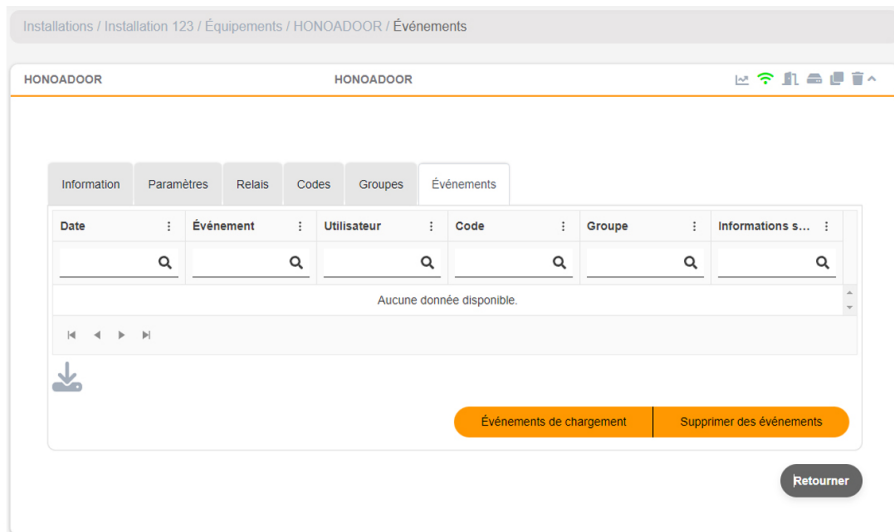 Installations / Installation 123 / Équipements / HONOADOOR / Événements
HONOADOOR HONOADOOR
Information Paramètres Relais Codes Groupes Événements
Date Événement Utilisateur Code Groupe Informations s...
Aucune donnée disponible.
Événements de chargement Supprimer des événements
Retourner